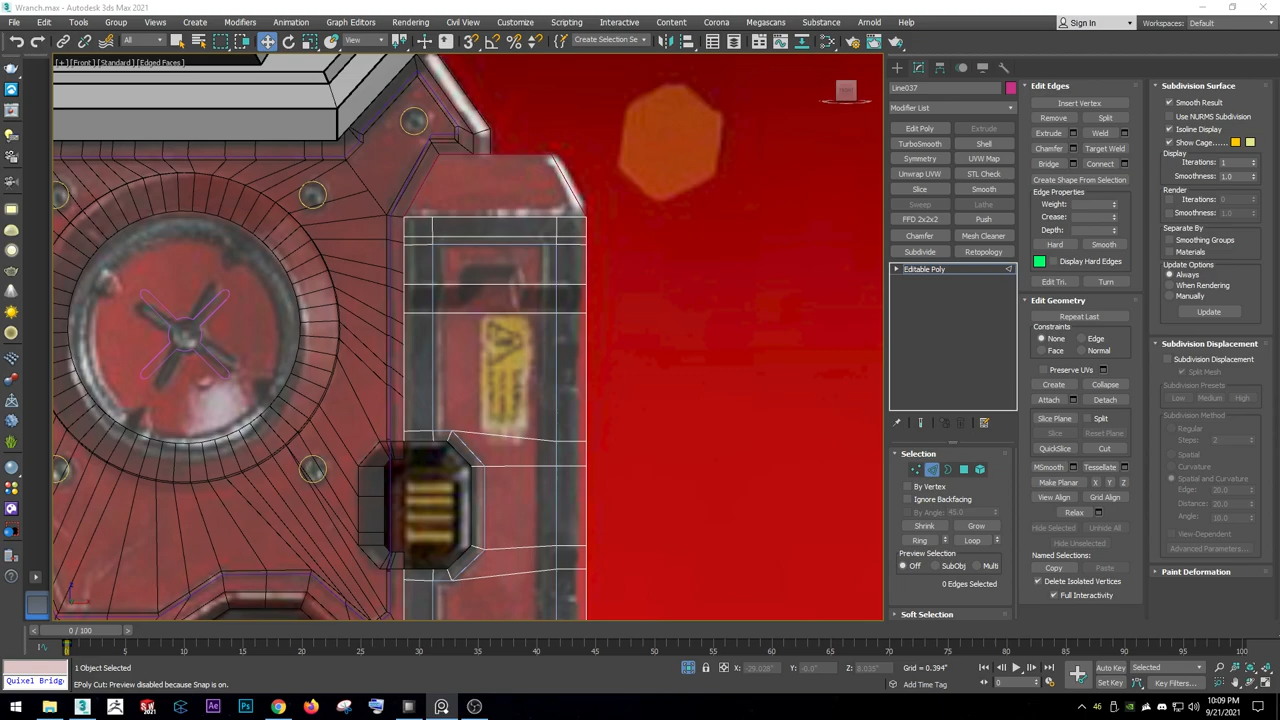 Wranch.max - Autodesk 3ds Max 2021
File Edit Tools Group Views Create Modifiers Animation Graph Editors Rendering Civil View Customize Scripting Interactive Content Corona Megascans Substance Arnold Help
Sign In Workspaces: Default
All View Create Selection Se
[+] [Front] [Standard] [Edged Faces]
Line037
Modifier List
Edit Poly Extrude
TurboSmooth Shell
Symmetry UVW Map
Unwrap UVW STL Check
Slice Smooth
Sweep Lathe
FFD 2x2x2 Push
Chamfer Mesh Cleaner
Subdivide Retopology
Editable Poly
Selection
By Vertex
Ignore Backfacing
By Angle: 45.0
Shrink Grow
Ring Loop
Preview Selection
Off SubObj Multi
0 Edges Selected
Soft Selection
Edit Edges
Insert Vertex
Remove Split
Extrude Weld
Chamfer Target Weld
Bridge Connect
Create Shape From Selection
Edge Properties
Weight:
Crease:
Depth:
Hard Smooth
Display Hard Edges
Edit Tri. Turn
Edit Geometry
Repeat Last
Constraints
None Edge
Face Normal
Preserve UVs
Create Collapse
Attach Detach
Slice Plane Split
Slice Reset Plane
QuickSlice Cut
MSmooth Tessellate
Make Planar X Y Z
View Align Grid Align
Relax
Hide Selected Unhide All
Hide Unselected
Named Selections:
Copy Paste
Delete Isolated Vertices
Full Interactivity
Subdivision Surface
Smooth Result
Use NURMS Subdivision
Isoline Display
Show Cage......
Display
Iterations: 1
Smoothness: 1.0
Render
Iterations: 0
Smoothness: 1.0
Separate By
Smoothing Groups
Materials
Update Options
Always
When Rendering
Manually
Update
Subdivision Displacement
Subdivision Displacement
Split Mesh
Subdivision Presets
Low Medium High
Subdivision Method
Regular
Steps: 2
Spatial
Curvature
Spatial and Curvature
Edge: 20.0
Distance: 20.0
Angle: 10.0
View-Dependent
Advanced Parameters...
Paint Deformation
0 / 100
0 5 10 15 20 25 30 35 40 45 50 55 60 65 70 75 80 85 90 95 100
1 Object Selected
X: -29.028" Y: -0.0" Z: 8.035" Grid = 0.394"
Auto Key Selected
Quixel Bridge
EPoly Cut: Preview disabled because Snap is on.
Add Time Tag
0
Set Key Key Filters...
46
10:09 PM
9/21/2021